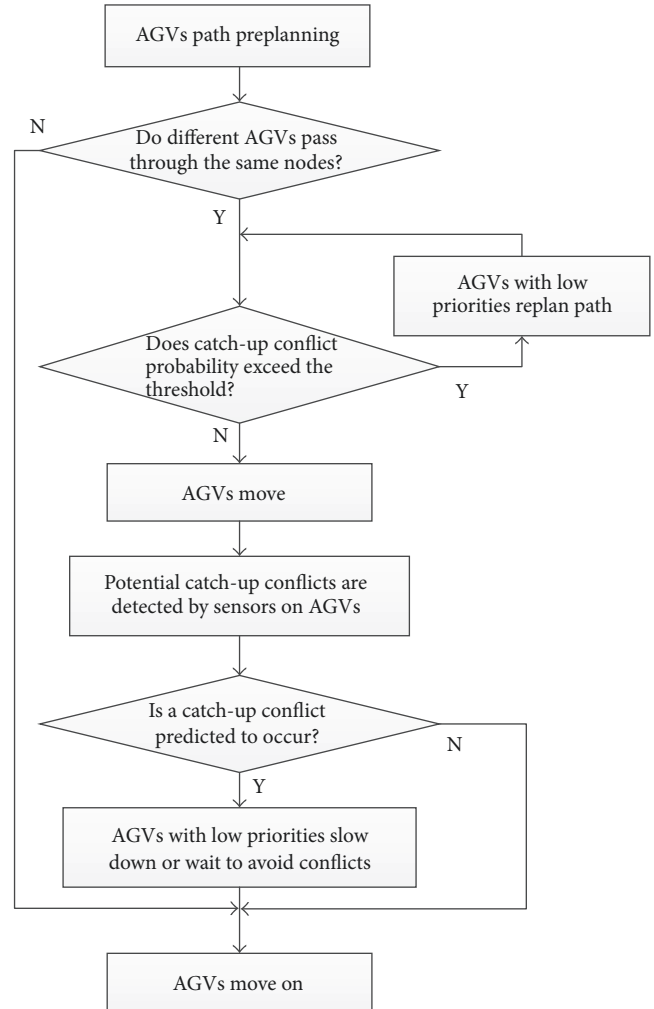 AGVs path preplanning
N
Do different AGVs pass
through the same nodes?
Y
AGVs with low
priorities replan path
Does catch-up conflict
probability exceed the
threshold?
Y
N
AGVs move
Potential catch-up conflicts are
detected by sensors on AGVs
Is a catch-up conflict
predicted to occur?
N
Y
AGVs with low priorities slow
down or wait to avoid conflicts
AGVs move on